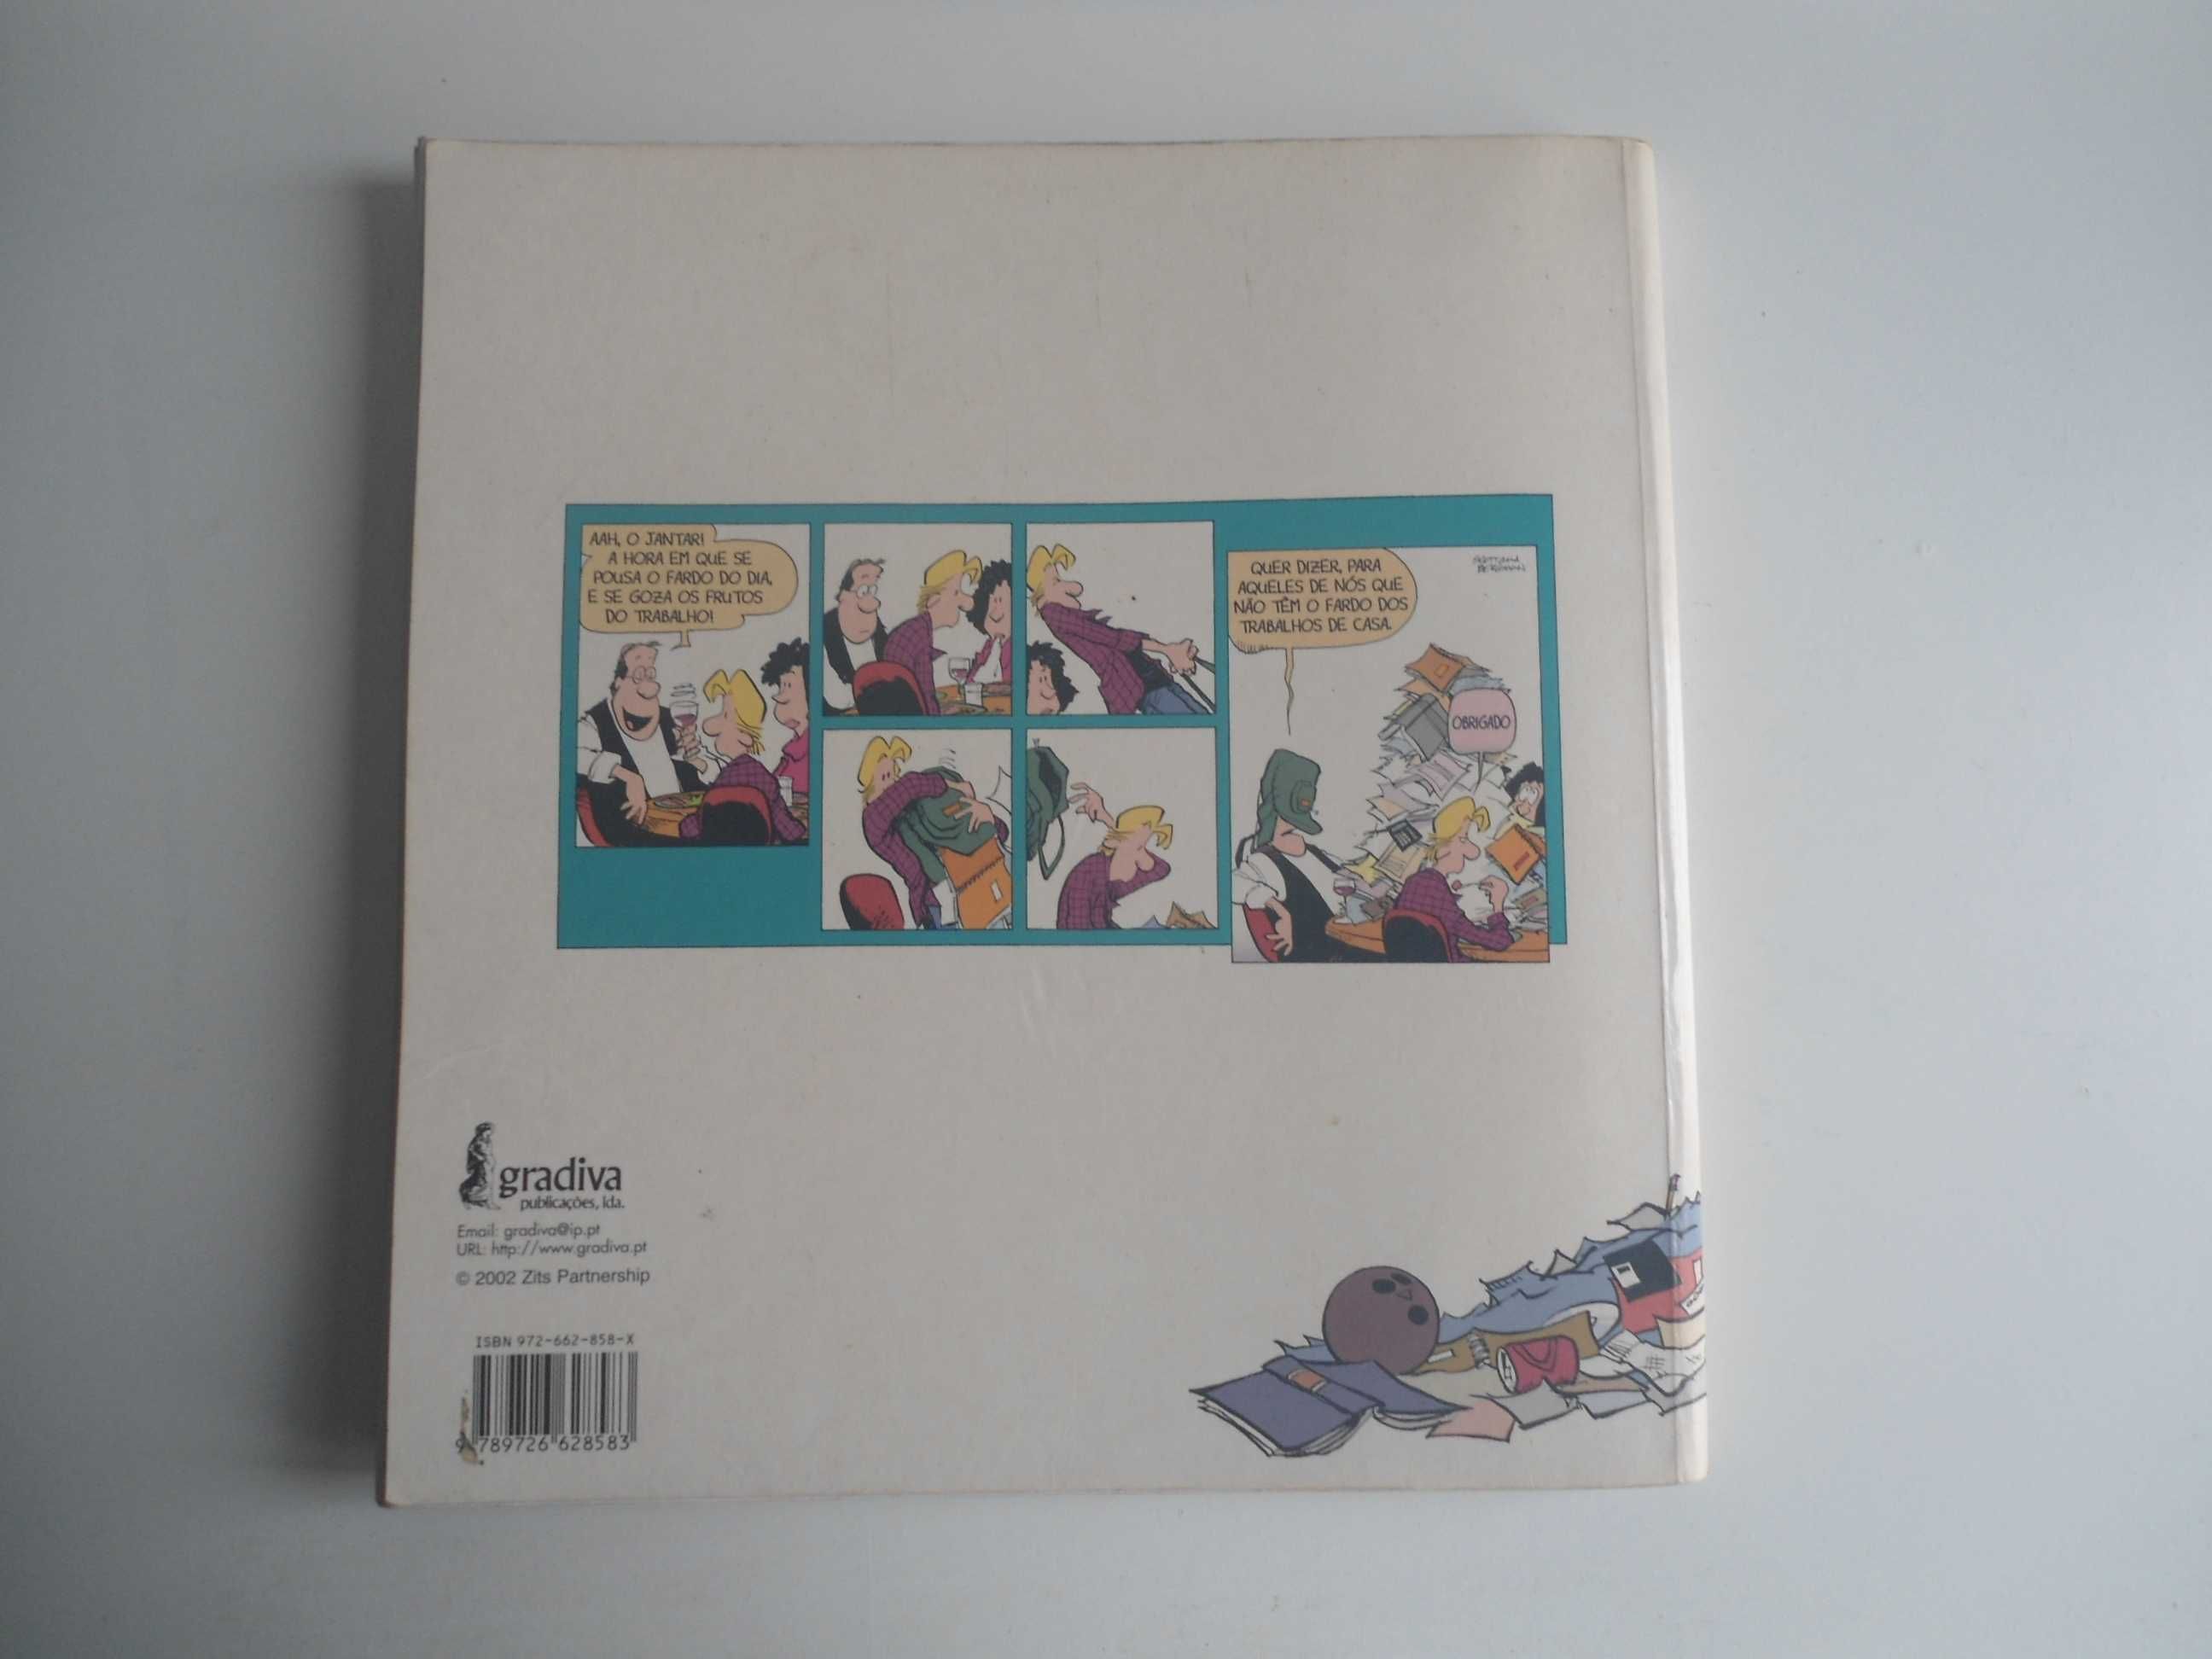 AAH, O JANTAR!
A HORA EM QUE SE
POUSA O FARDO DO DIA,
E SE GOZA OS FRUTOS
DO TRABALHO!
QUER DIZER, PARA
AQUELES DE NÓS QUE
NÃO TÊM O FARDO DOS
TRABALHOS DE CASA.
OBRIGADO
gradiva
publicações, lda.
Email: gradiva@ip.pt
URL: http://www.gradiva.pt
© 2002 Zits Partnership
ISBN 972-662-858-X
9 789726 628583